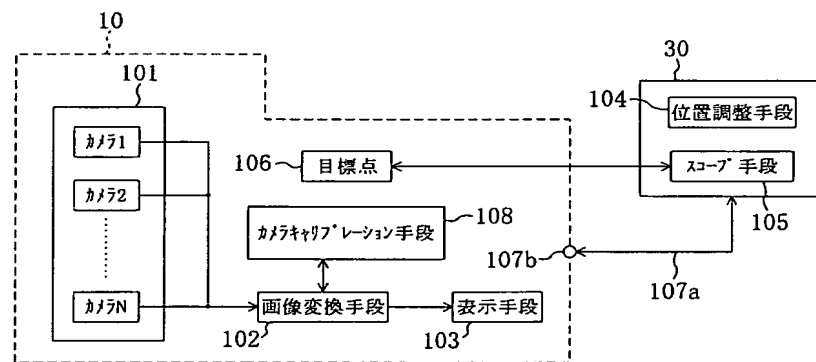 10
101
カメラ1
カメラ2
カメラN
106
目標点
カメラキャリブレーション手段
108
画像変換手段
102
表示手段
103
30
104
位置調整手段
スコープ手段
105
107b
107a